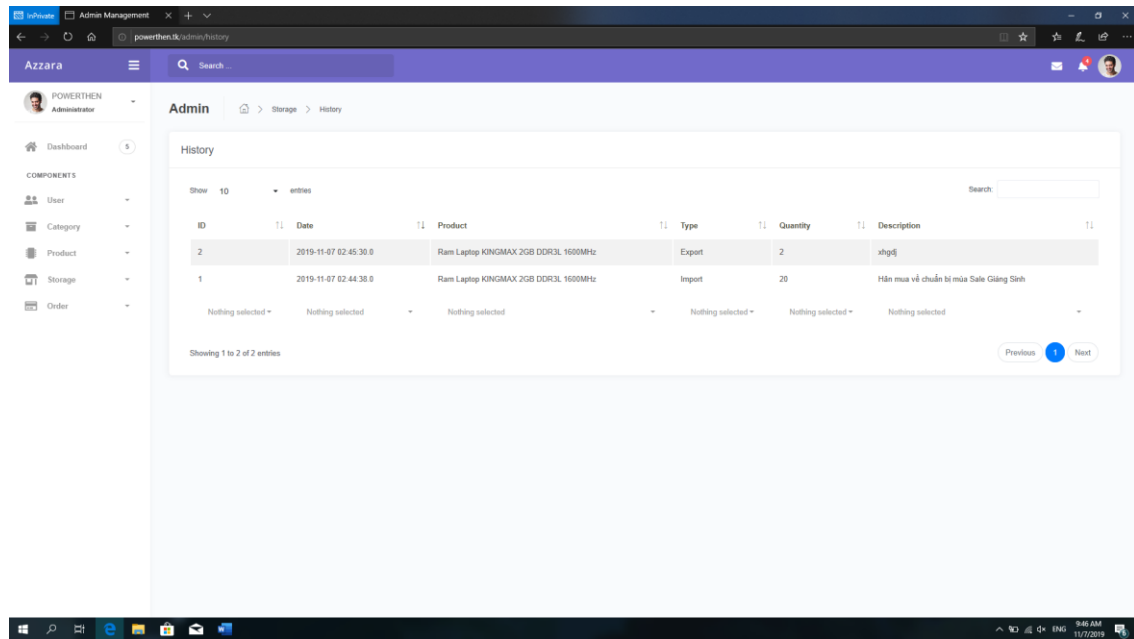 InPrivate Admin Management
powerthen.tk/admin/history
Azzara Search ... 4
POWERTHEN
Administrator
Admin > Storage > History
Dashboard 5
COMPONENTS
User
Category
Product
Storage
Order
History
Show 10 entries Search:
ID Date Product Type Quantity Description
2 2019-11-07 02:45:30.0 Ram Laptop KINGMAX 2GB DDR3L 1600MHz Export 2 xhgdj
1 2019-11-07 02:44:38.0 Ram Laptop KINGMAX 2GB DDR3L 1600MHz Import 20 Hãn mua về chuẩn bị mùa Sale Giáng Sinh
Nothing selected Nothing selected Nothing selected Nothing selected Nothing selected Nothing selected
Showing 1 to 2 of 2 entries Previous 1 Next
ENG 9:46 AM
11/7/2019